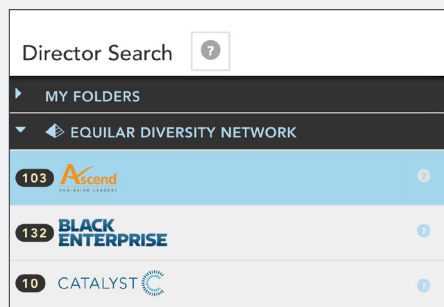 Director Search ?
MY FOLDERS
EQUILAR DIVERSITY NETWORK
103 Ascend ?
PAN-ASIAN LEADERS
132 BLACK ENTERPRISE ?
10 CATALYST ?